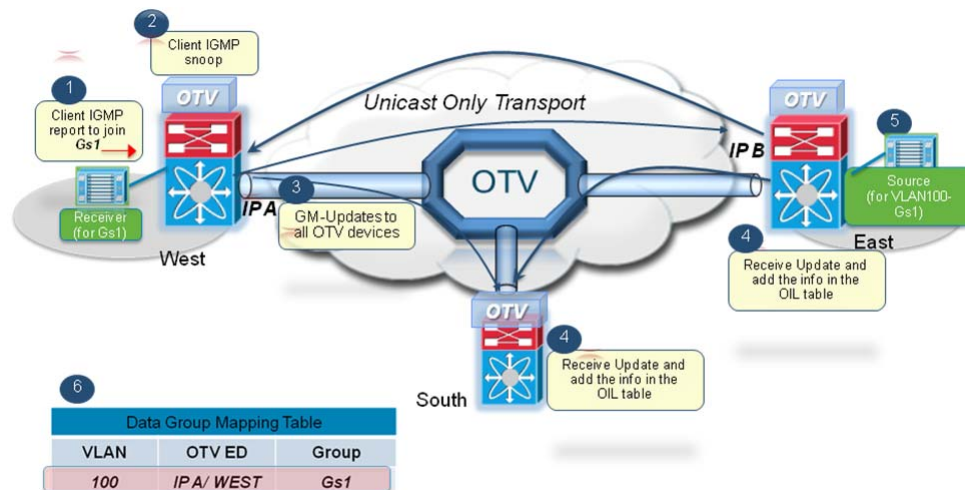 2
Client IGMP
snoop
OTV
1
Client IGMP
report to join
Gs1
Unicast Only Transport
OTV
5
IP B
OTV
IP A
3
GM-Updates to
all OTV devices
Receiver
(for Gs1)
West
Source
(for VLAN100-
Gs1)
East
4
Receive Update and
add the info in the
OIL table
OTV
4
Receive Update and
add the info in the
OIL table
South
6
Data Group Mapping Table
VLAN OTV ED Group
100 IP A/ WEST Gs1